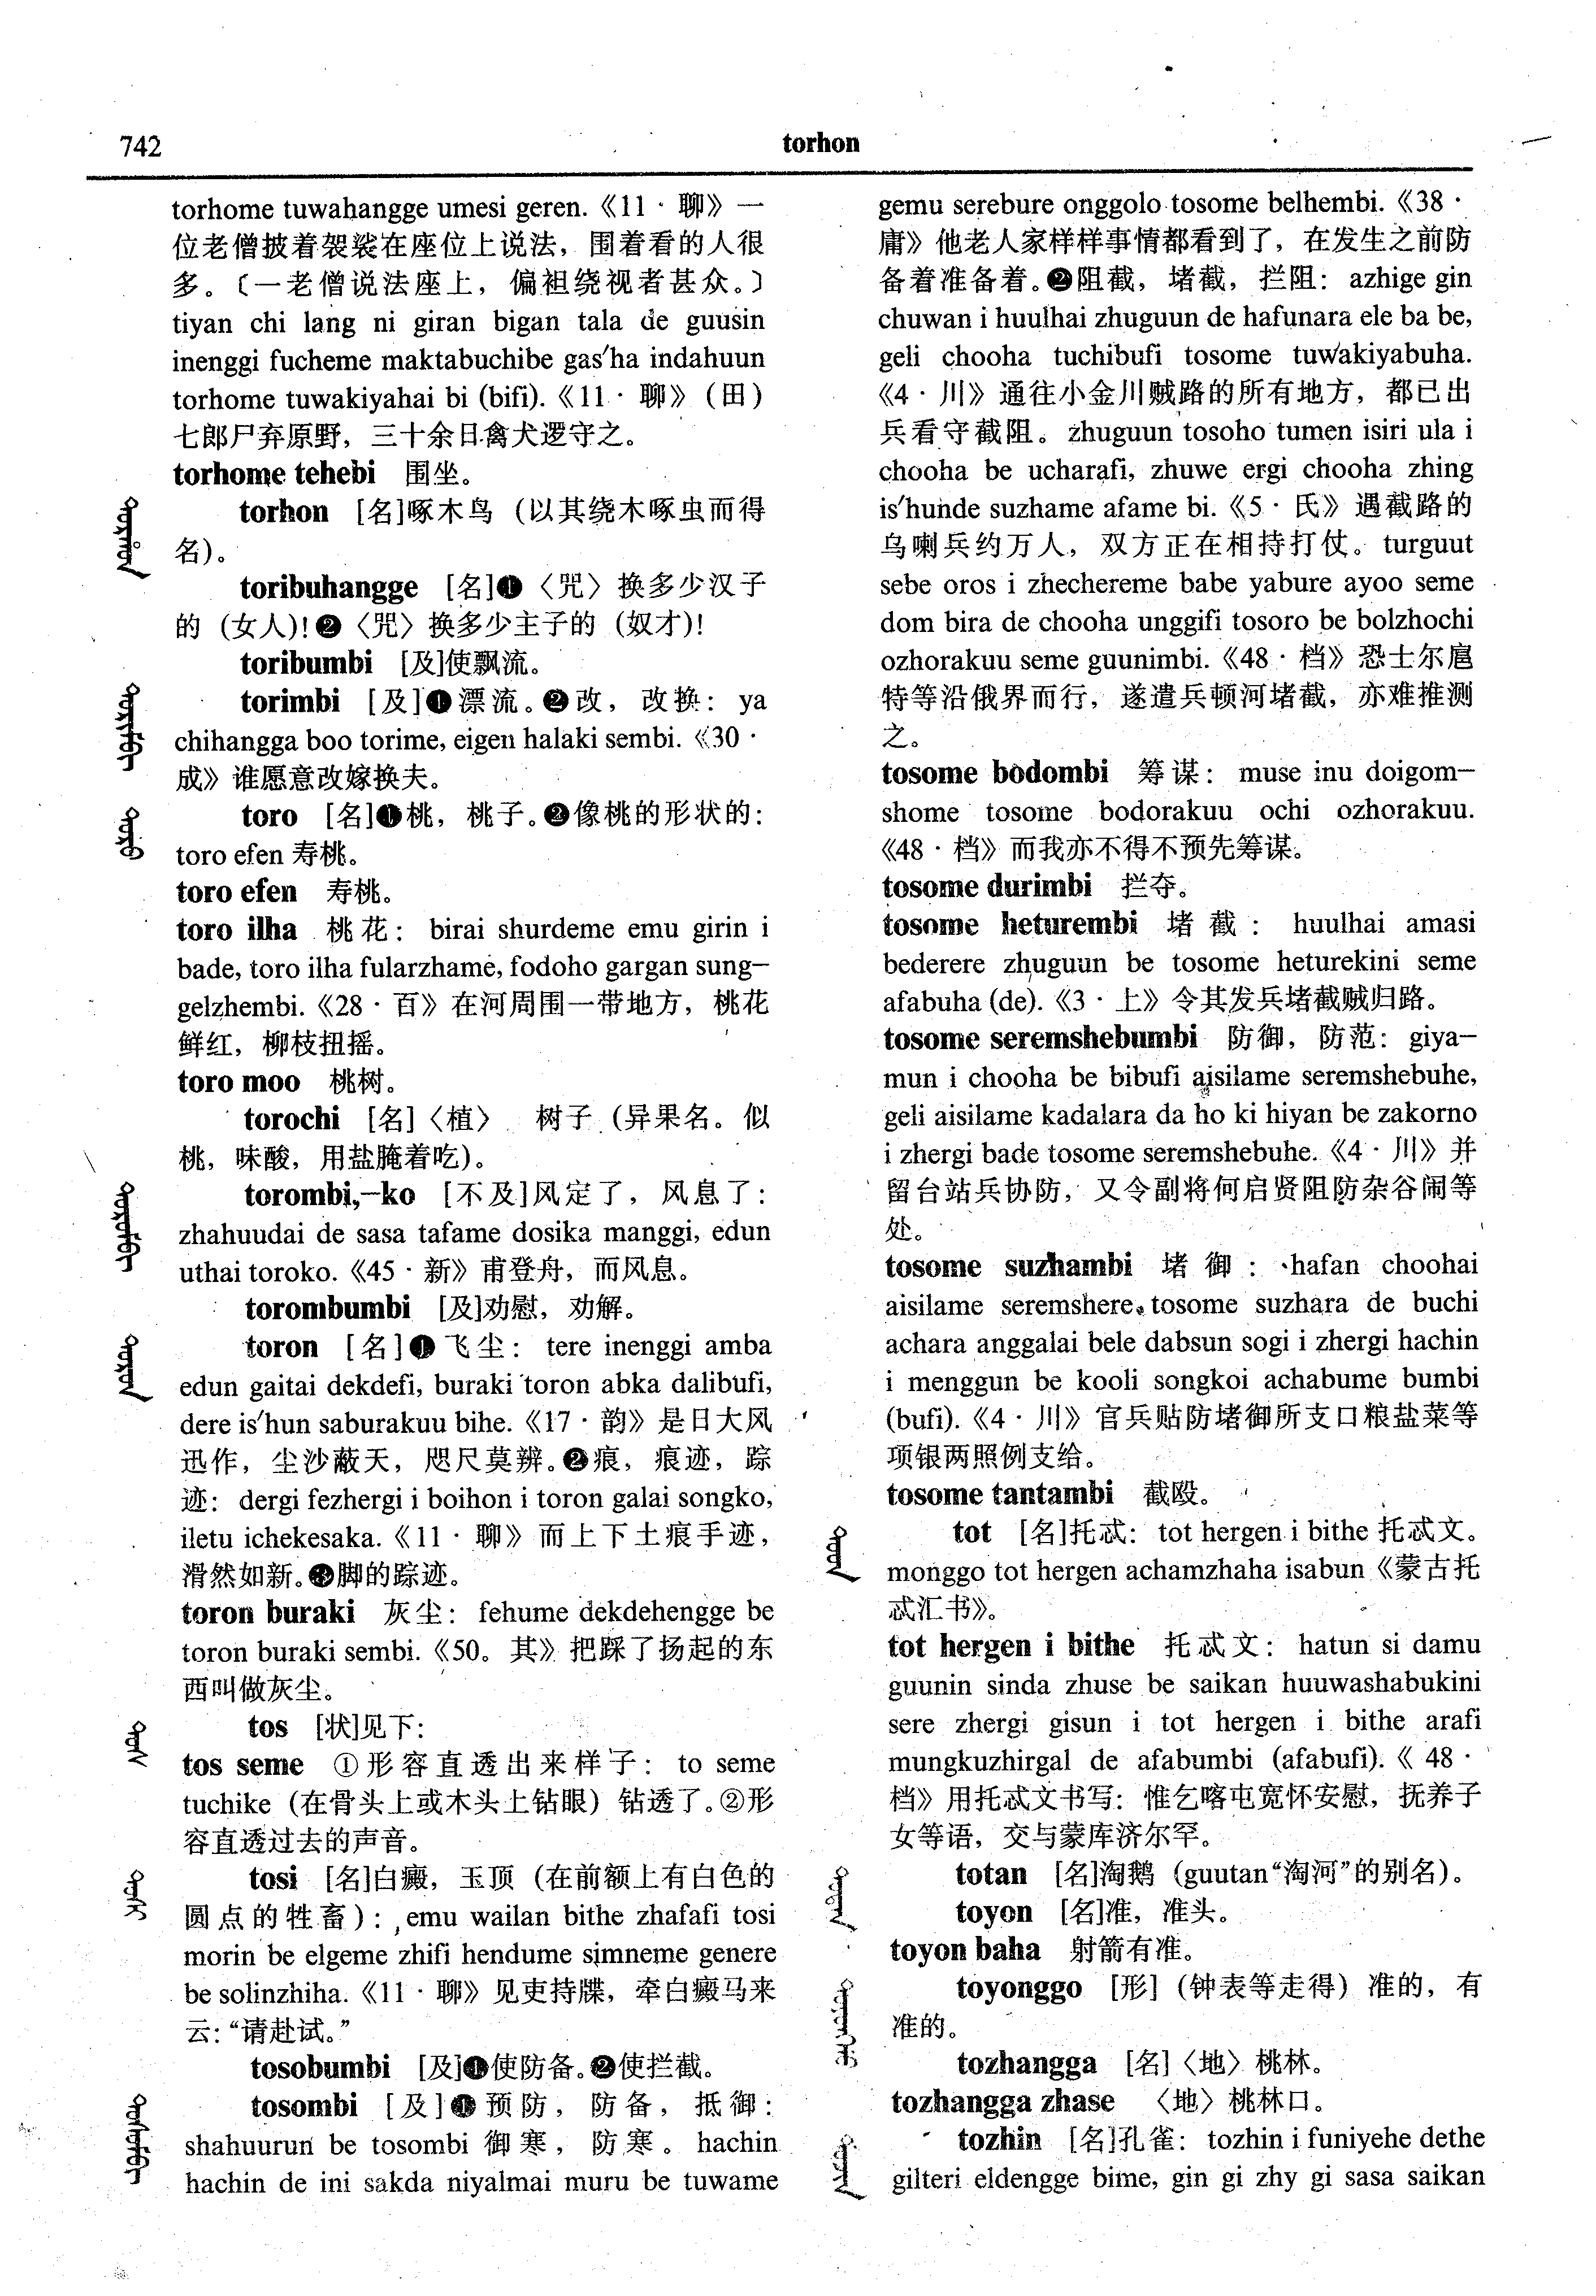 742
torhon
torhome tuwahangge umesi geren.《11·聊》一
位老僧披着袈裟在座位上说法，围着看的人很
多。〔一老僧说法座上，偏袒绕视者甚众。〕
tiyan chi lang ni giran bigan tala de guusin
inenggi fucheme maktabuchibe gas′ha indahuun
torhome tuwakiyahai bi (bifi).《11·聊》（田）
七郎尸弃原野，三十余日禽犬逻守之。
torhome tehebi 围坐。
torhon [名]啄木鸟（以其绕木啄虫而得
名）。
toribuhangge [名]❶〈咒〉换多少汉子
的（女人）！❷〈咒〉换多少主子的（奴才）！
toribumbi [及]使飘流。
torimbi [及]❶漂流。❷改，改换：ya
chihangga boo torime, eigen halaki sembi.《30·
成》谁愿意改嫁换夫。
toro [名]❶桃，桃子。❷像桃的形状的：
toro efen 寿桃。
toro efen 寿桃。
toro ilha 桃花：birai shurdeme emu girin i
bade, toro ilha fularzhame, fodoho gargan sung-
gelzhembi.《28·百》在河周围一带地方，桃花
鲜红，柳枝扭摇。
toro moo 桃树。
torochi [名]〈植〉 树子（异果名。似
桃，味酸，用盐腌着吃）。
torombi,-ko [不及]风定了，风息了：
zhahuudai de sasa tafame dosika manggi, edun
uthai toroko.《45·新》甫登舟，而风息。
torombumbi [及]劝慰，劝解。
toron [名]❶飞尘：tere inenggi amba
edun gaitai dekdefi, buraki toron abka dalibufi,
dere is′hun saburakuu bihe.《17·韵》是日大风
迅作，尘沙蔽天，咫尺莫辨。❷痕，痕迹，踪
迹：dergi fezhergi i boihon i toron galai songko,
iletu ichekesaka.《11·聊》而上下土痕手迹，
滑然如新。❸脚的踪迹。
toron buraki 灰尘：fehume dekdehengge be
toron buraki sembi.《50。其》把踩了扬起的东
西叫做灰尘。
tos [状]见下：
tos seme ①形容直透出来样子：to seme
tuchike（在骨头上或木头上钻眼）钻透了。②形
容直透过去的声音。
tosi [名]白癜，玉顶（在前额上有白色的
圆点的牲畜）：emu wailan bithe zhafafi tosi
morin be elgeme zhifi hendume simneme genere
be solinzhiha.《11·聊》见吏持牒，牵白癜马来
云：“请赴试。”
tosobumbi [及]❶使防备。❷使拦截。
tosombi [及]❶预防，防备，抵御：
shahuurun be tosombi 御寒，防寒。hachin
hachin de ini sakda niyalmai muru be tuwame
gemu serebure onggolo tosome belhembi.《38·
庸》他老人家样样事情都看到了，在发生之前防
备着准备着。❷阻截，堵截，拦阻：azhige gin
chuwan i huulhai zhuguun de hafunara ele ba be,
geli chooha tuchibufi tosome tuwakiyabuha.
《4·川》通往小金川贼路的所有地方，都已出
兵看守截阻。zhuguun tosoho tumen isiri ula i
chooha be ucharafi, zhuwe ergi chooha zhing
is′hunde suzhame afame bi.《5·氏》遇截路的
乌喇兵约万人，双方正在相持打仗。turguut
sebe oros i zhechereme babe yabure ayoo seme
dom bira de chooha unggifi tosoro be bolzhochi
ozhorakuu seme guunimbi.《48·档》恐土尔扈
特等沿俄界而行，遂遣兵顿河堵截，亦难推测
之。
tosome bodombi 筹谋：muse inu doigom-
shome tosome bodorakuu ochi ozhorakuu.
《48·档》而我亦不得不预先筹谋。
tosome durimbi 拦夺。
tosome heturembi 堵截：huulhai amasi
bederere zhuguun be tosome heturekini seme
afabuha (de).《3·上》令其发兵堵截贼归路。
tosome seremshebumbi 防御，防范：giya-
mun i chooha be bibufi aisilame seremshebuhe,
geli aisilame kadalara da ho ki hiyan be zakorno
i zhergi bade tosome seremshebuhe.《4·川》并
留台站兵协防，又令副将何启贤阻防杂谷闹等
处。
tosome suzhambi 堵御：hafan choohai
aisilame seremshere, tosome suzhara de buchi
achara anggalai bele dabsun sogi i zhergi hachin
i menggun be kooli songkoi achabume bumbi
(bufi).《4·川》官兵贴防堵御所支口粮盐菜等
项银两照例支给。
tosome tantambi 截殴。
tot [名]托忒：tot hergen i bithe 托忒文。
monggo tot hergen achamzhaha isabun《蒙古托
忒汇书》。
tot hergen i bithe 托忒文：hatun si damu
guunin sinda zhuse be saikan huuwashabukini
sere zhergi gisun i tot hergen i bithe arafi
mungkuzhirgal de afabumbi (afabufi).《48·
档》用托忒文书写：惟乞喀屯宽怀安慰，抚养子
女等语，交与蒙库济尔罕。
totan [名]淘鹅（guutan“淘河”的别名）。
toyon [名]准，准头。
toyon baha 射箭有准。
toyonggo [形]（钟表等走得）准的，有
准的。
tozhangga [名]〈地〉桃林。
tozhangga zhase 〈地〉桃林口。
tozhin [名]孔雀：tozhin i funiyehe dethe
gilteri eldengge bime, gin gi zhy gi sasa saikan